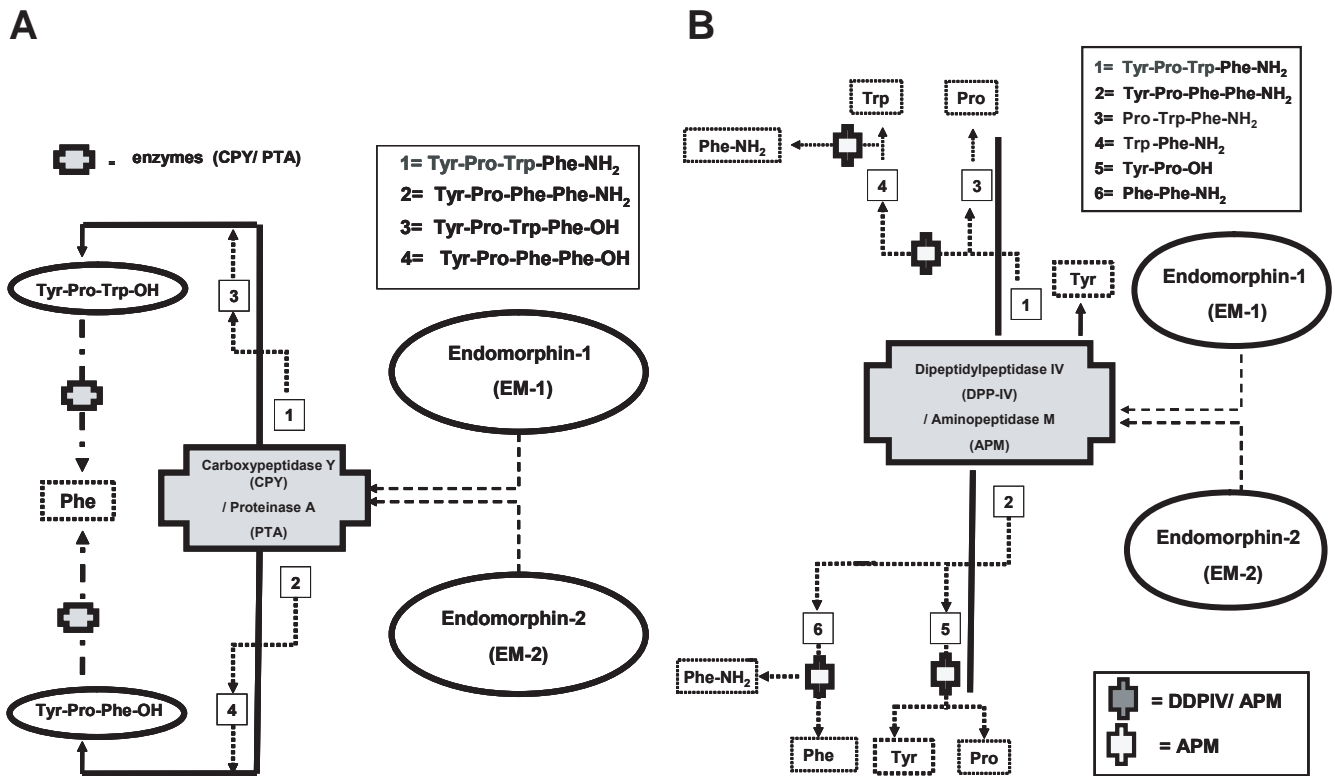 A
- enzymes (CPY/ PTA)
1= Tyr-Pro-Trp-Phe-NH2
2= Tyr-Pro-Phe-Phe-NH2
3= Tyr-Pro-Trp-Phe-OH
4= Tyr-Pro-Phe-Phe-OH
Tyr-Pro-Trp-OH
3
1
Endomorphin-1
(EM-1)
Carboxypeptidase Y
(CPY)
/ Proteinase A
(PTA)
Phe
2
Endomorphin-2
(EM-2)
4
Tyr-Pro-Phe-OH
B
1= Tyr-Pro-Trp-Phe-NH2
2= Tyr-Pro-Phe-Phe-NH2
3= Pro-Trp-Phe-NH2
4= Trp-Phe-NH2
5= Tyr-Pro-OH
6= Phe-Phe-NH2
Trp
Pro
Phe-NH2
4
3
1
Tyr
Endomorphin-1
(EM-1)
Dipeptidylpeptidase IV
(DPP-IV)
/ Aminopeptidase M
(APM)
2
Endomorphin-2
(EM-2)
6
5
Phe-NH2
Phe
Tyr
Pro
= DDPIV/ APM
= APM